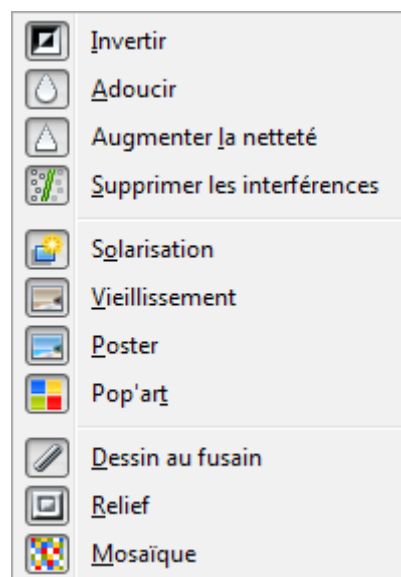 Invertir
Adoucir
Augmenter la netteté
Supprimer les interférences
Solarisation
Vieillissement
Poster
Pop'art
Dessin au fusain
Relief
Mosaïque